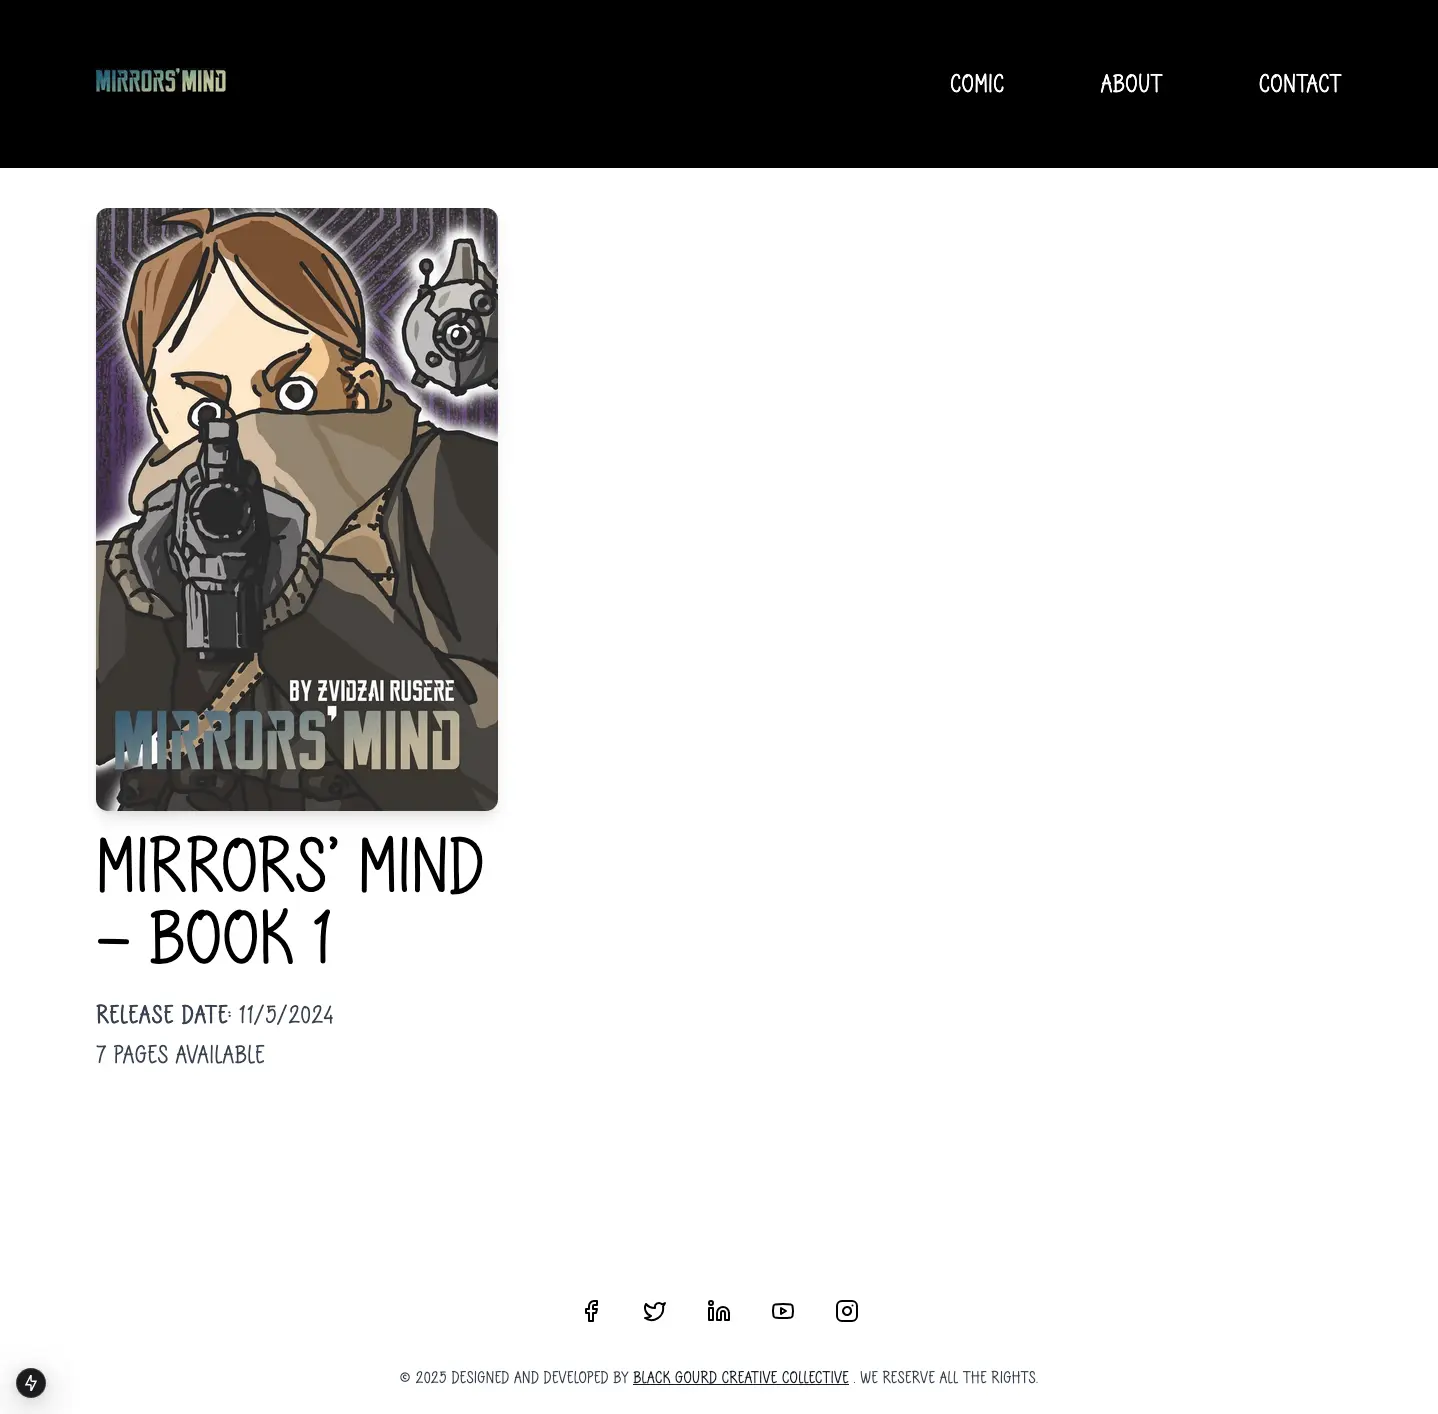 MIRRORS' MIND
COMIC ABOUT CONTACT
BY ZVIDZAI RUSERE
MIRRORS' MIND
MIRRORS' MIND
– BOOK 1
RELEASE DATE: 11/5/2024
7 PAGES AVAILABLE
© 2025 DESIGNED AND DEVELOPED BY BLACK GOURD CREATIVE COLLECTIVE . WE RESERVE ALL THE RIGHTS.